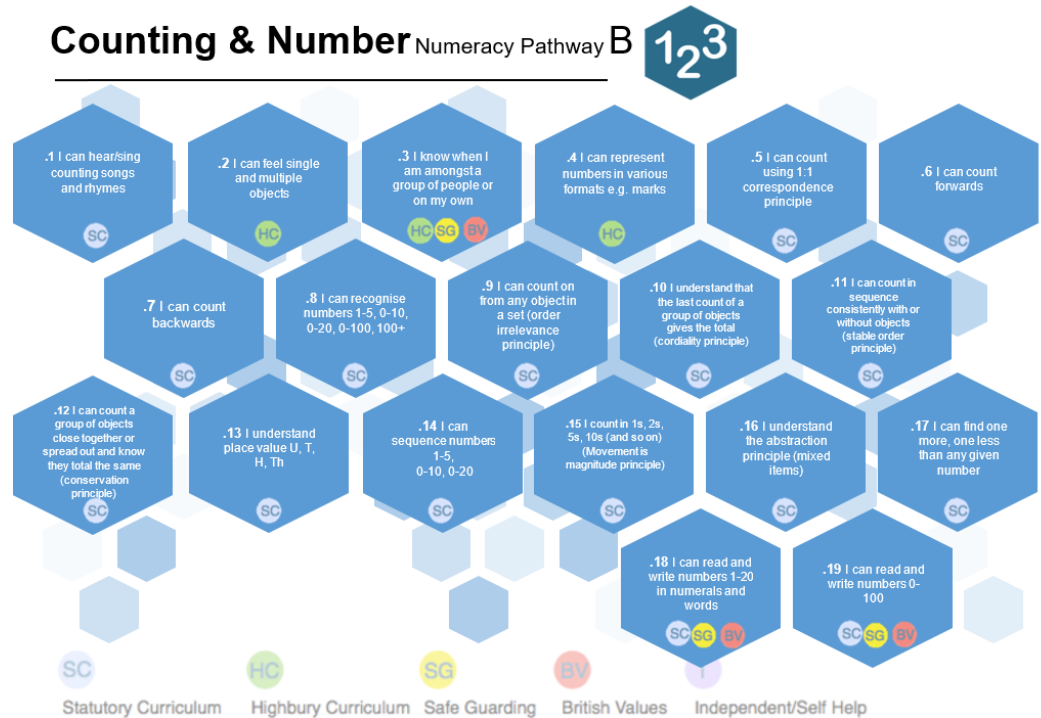 Counting & Number Numeracy Pathway B 123
.1 I can hear/sing
counting songs
and rhymes
SC
.2 I can feel single
and multiple
objects
HC
.3 I know when I
am amongst a
group of people or
on my own
HC SG BV
.4 I can represent
numbers in various
formats e.g. marks
HC
.5 I can count
using 1:1
correspondence
principle
SC
.6 I can count
forwards
SC
.7 I can count
backwards
SC
.8 I can recognise
numbers 1-5, 0-10,
0-20, 0-100, 100+
SC
.9 I can count on
from any object in
a set (order
irrelevance
principle)
SC
.10 I understand that
the last count of a
group of objects
gives the total
(cordiality principle)
SC
.11 I can count in
sequence
consistently with or
without objects
(stable order
principle)
SC
.12 I can count a
group of objects
close together or
spread out and know
they total the same
(conservation
principle)
SC
.13 I understand
place value U, T,
H, Th
SC
.14 I can
sequence numbers
1-5,
0-10, 0-20
SC
.15 I count in 1s, 2s,
5s, 10s (and so on)
(Movement is
magnitude principle)
SC
.16 I understand
the abstraction
principle (mixed
items)
SC
.17 I can find one
more, one less
than any given
number
SC
.18 I can read and
write numbers 1-20
in numerals and
words
SC SG BV
.19 I can read and
write numbers 0-
100
SC SG BV
SC HC SG BV I
Statutory Curriculum Highbury Curriculum Safe Guarding British Values Independent/Self Help